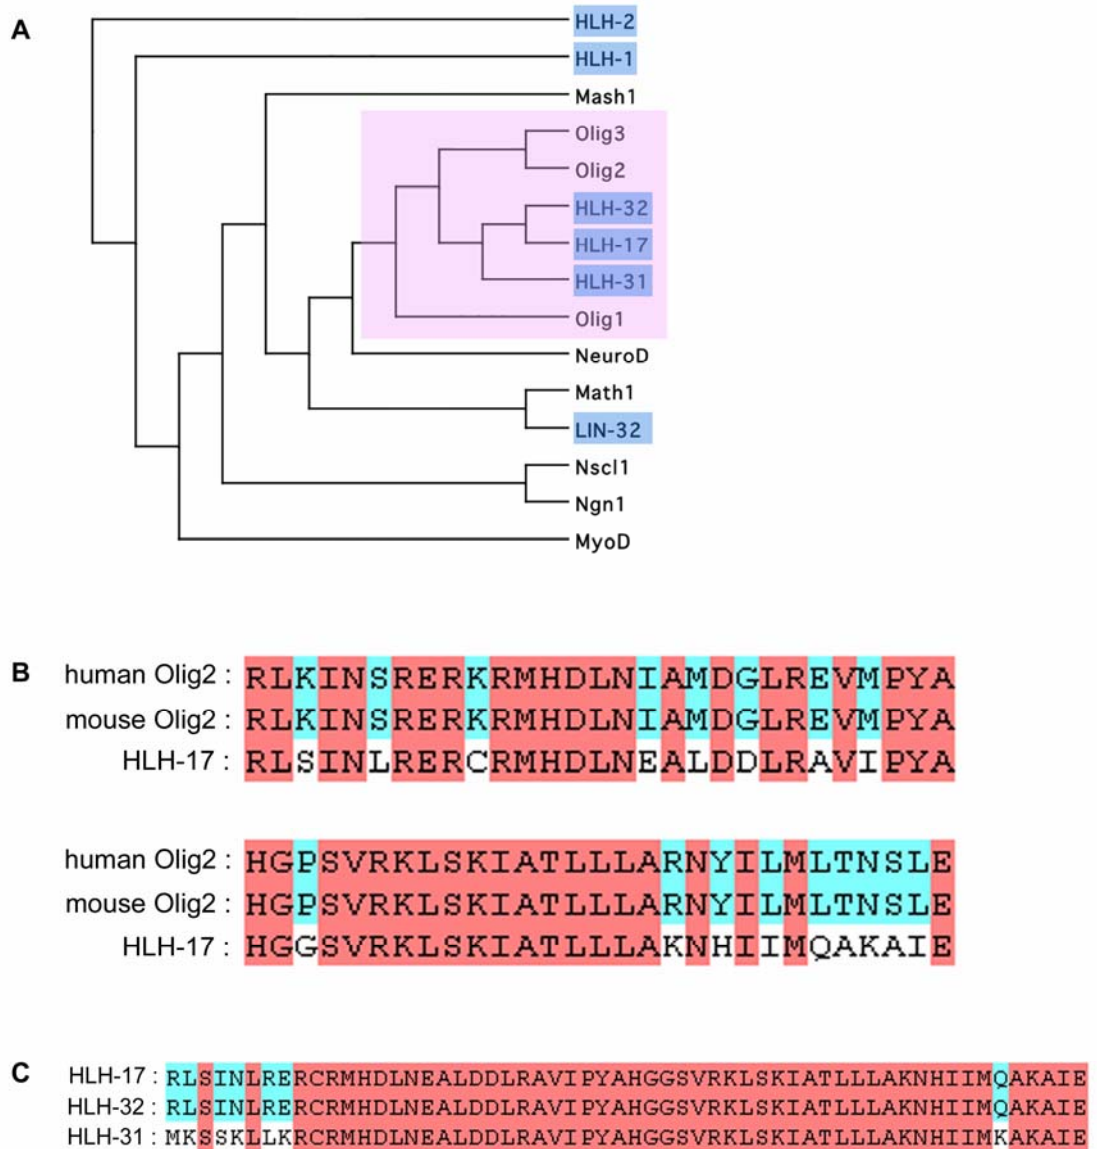 A
HLH-2
HLH-1
Mash1
Olig3
Olig2
HLH-32
HLH-17
HLH-31
Olig1
NeuroD
Math1
LIN-32
Nscl1
Ngn1
MyoD
B
human Olig2 : RLKINSRERKRMHDLNIAMDGLREVMPYA
mouse Olig2 : RLKINSRERKRMHDLNIAMDGLREVMPYA
HLH-17 : RLSINLRERCRMHDLNEALDDLRAVIPYA
human Olig2 : HGPSVRKLSKIATLLLARNYILMLTNSLE
mouse Olig2 : HGPSVRKLSKIATLLLARNYILMLTNSLE
HLH-17 : HGGSVRKLSKIATLLLAKNHIIMQAKAIE
C
HLH-17 : RLSINLRERCRMHDLNEALDDLRAVIPYAHGGSVRKLSKIATLLLAKNHIIMQAKAIE
HLH-32 : RLSINLRERCRMHDLNEALDDLRAVIPYAHGGSVRKLSKIATLLLAKNHIIMQAKAIE
HLH-31 : MKSSKLLKRCRMHDLNEALDDLRAVIPYAHGGSVRKLSKIATLLLAKNHIIMKAKAIE